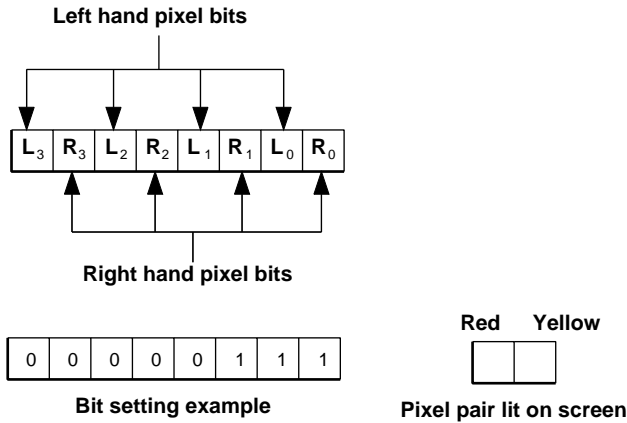 Left hand pixel bits
L3 R3 L2 R2 L1 R1 L0 R0
Right hand pixel bits
Red Yellow
0 0 0 0 0 1 1 1
Bit setting example
Pixel pair lit on screen